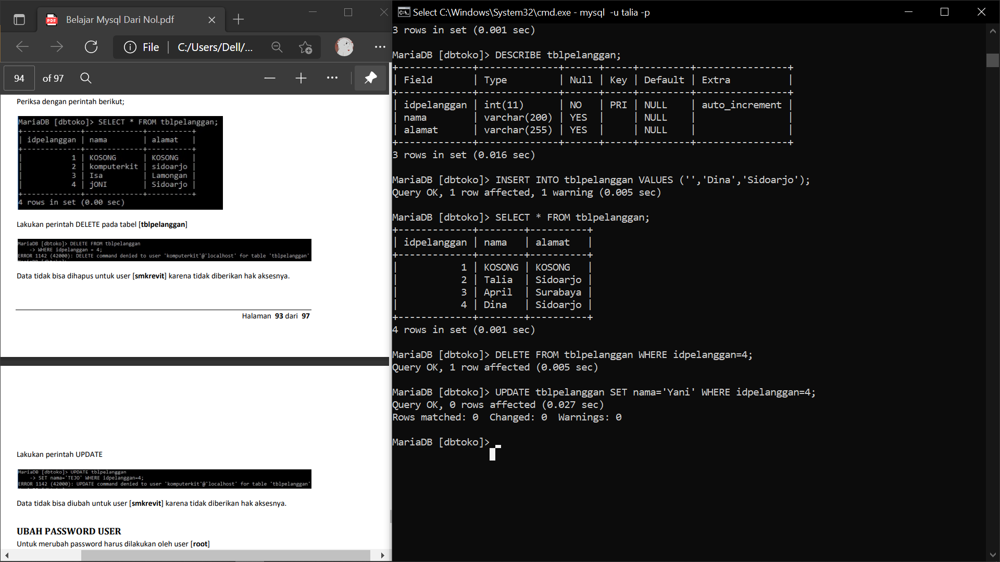 Belajar Mysql Dari Nol.pdf
File
C:/Users/Dell/...
94
of 97
Periksa dengan perintah berikut;
MariaDB [dbtoko]> SELECT * FROM tblpelanggan;
+-------------+-------------+----------+
| idpelanggan | nama        | alamat   |
+-------------+-------------+----------+
|           1 | KOSONG      | KOSONG   |
|           2 | komputerkit | sidoarjo |
|           3 | Isa         | Lamongan |
|           4 | jONI        | Sidoarjo |
+-------------+-------------+----------+
4 rows in set (0.00 sec)
Lakukan perintah DELETE pada tabel [tblpelanggan]
MariaDB [dbtoko]> DELETE FROM tblpelanggan
-> WHERE idpelanggan = 4;
ERROR 1142 (42000): DELETE command denied to user 'komputerkit'@'localhost' for table 'tblpelanggan'
Data tidak bisa dihapus untuk user [smkrevit] karena tidak diberikan hak aksesnya.
Halaman 93 dari 97
Lakukan perintah UPDATE
MariaDB [dbtoko]> UPDATE tblpelanggan
-> SET nama='TEJO' WHERE idpelanggan=4;
ERROR 1142 (42000): UPDATE command denied to user 'komputerkit'@'localhost' for table 'tblpelanggan'
Data tidak bisa diubah untuk user [smkrevit] karena tidak diberikan hak aksesnya.
UBAH PASSWORD USER
Untuk merubah password harus dilakukan oleh user [root]
Select C:\Windows\System32\cmd.exe - mysql  -u talia -p
3 rows in set (0.001 sec)
MariaDB [dbtoko]> DESCRIBE tblpelanggan;
+-------------+--------------+------+-----+---------+----------------+
| Field       | Type         | Null | Key | Default | Extra          |
+-------------+--------------+------+-----+---------+----------------+
| idpelanggan | int(11)      | NO   | PRI | NULL    | auto_increment |
| nama        | varchar(200) | YES  |     | NULL    |                |
| alamat      | varchar(255) | YES  |     | NULL    |                |
+-------------+--------------+------+-----+---------+----------------+
3 rows in set (0.016 sec)
MariaDB [dbtoko]> INSERT INTO tblpelanggan VALUES ('','Dina','Sidoarjo');
Query OK, 1 row affected, 1 warning (0.005 sec)
MariaDB [dbtoko]> SELECT * FROM tblpelanggan;
+-------------+--------+----------+
| idpelanggan | nama   | alamat   |
+-------------+--------+----------+
|           1 | KOSONG | KOSONG   |
|           2 | Talia  | Sidoarjo |
|           3 | April  | Surabaya |
|           4 | Dina   | Sidoarjo |
+-------------+--------+----------+
4 rows in set (0.001 sec)
MariaDB [dbtoko]> DELETE FROM tblpelanggan WHERE idpelanggan=4;
Query OK, 1 row affected (0.005 sec)
MariaDB [dbtoko]> UPDATE tblpelanggan SET nama='Yani' WHERE idpelanggan=4;
Query OK, 0 rows affected (0.027 sec)
Rows matched: 0  Changed: 0  Warnings: 0
MariaDB [dbtoko]>